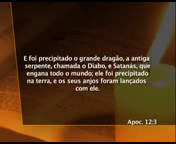 E foi precipitado o grande dragão, a antiga
serpente, chamada o Diabo, e Satanás, que
engana todo o mundo; ele foi precipitado
na terra, e os seus anjos foram lançados
com ele.
Apoc. 12:3